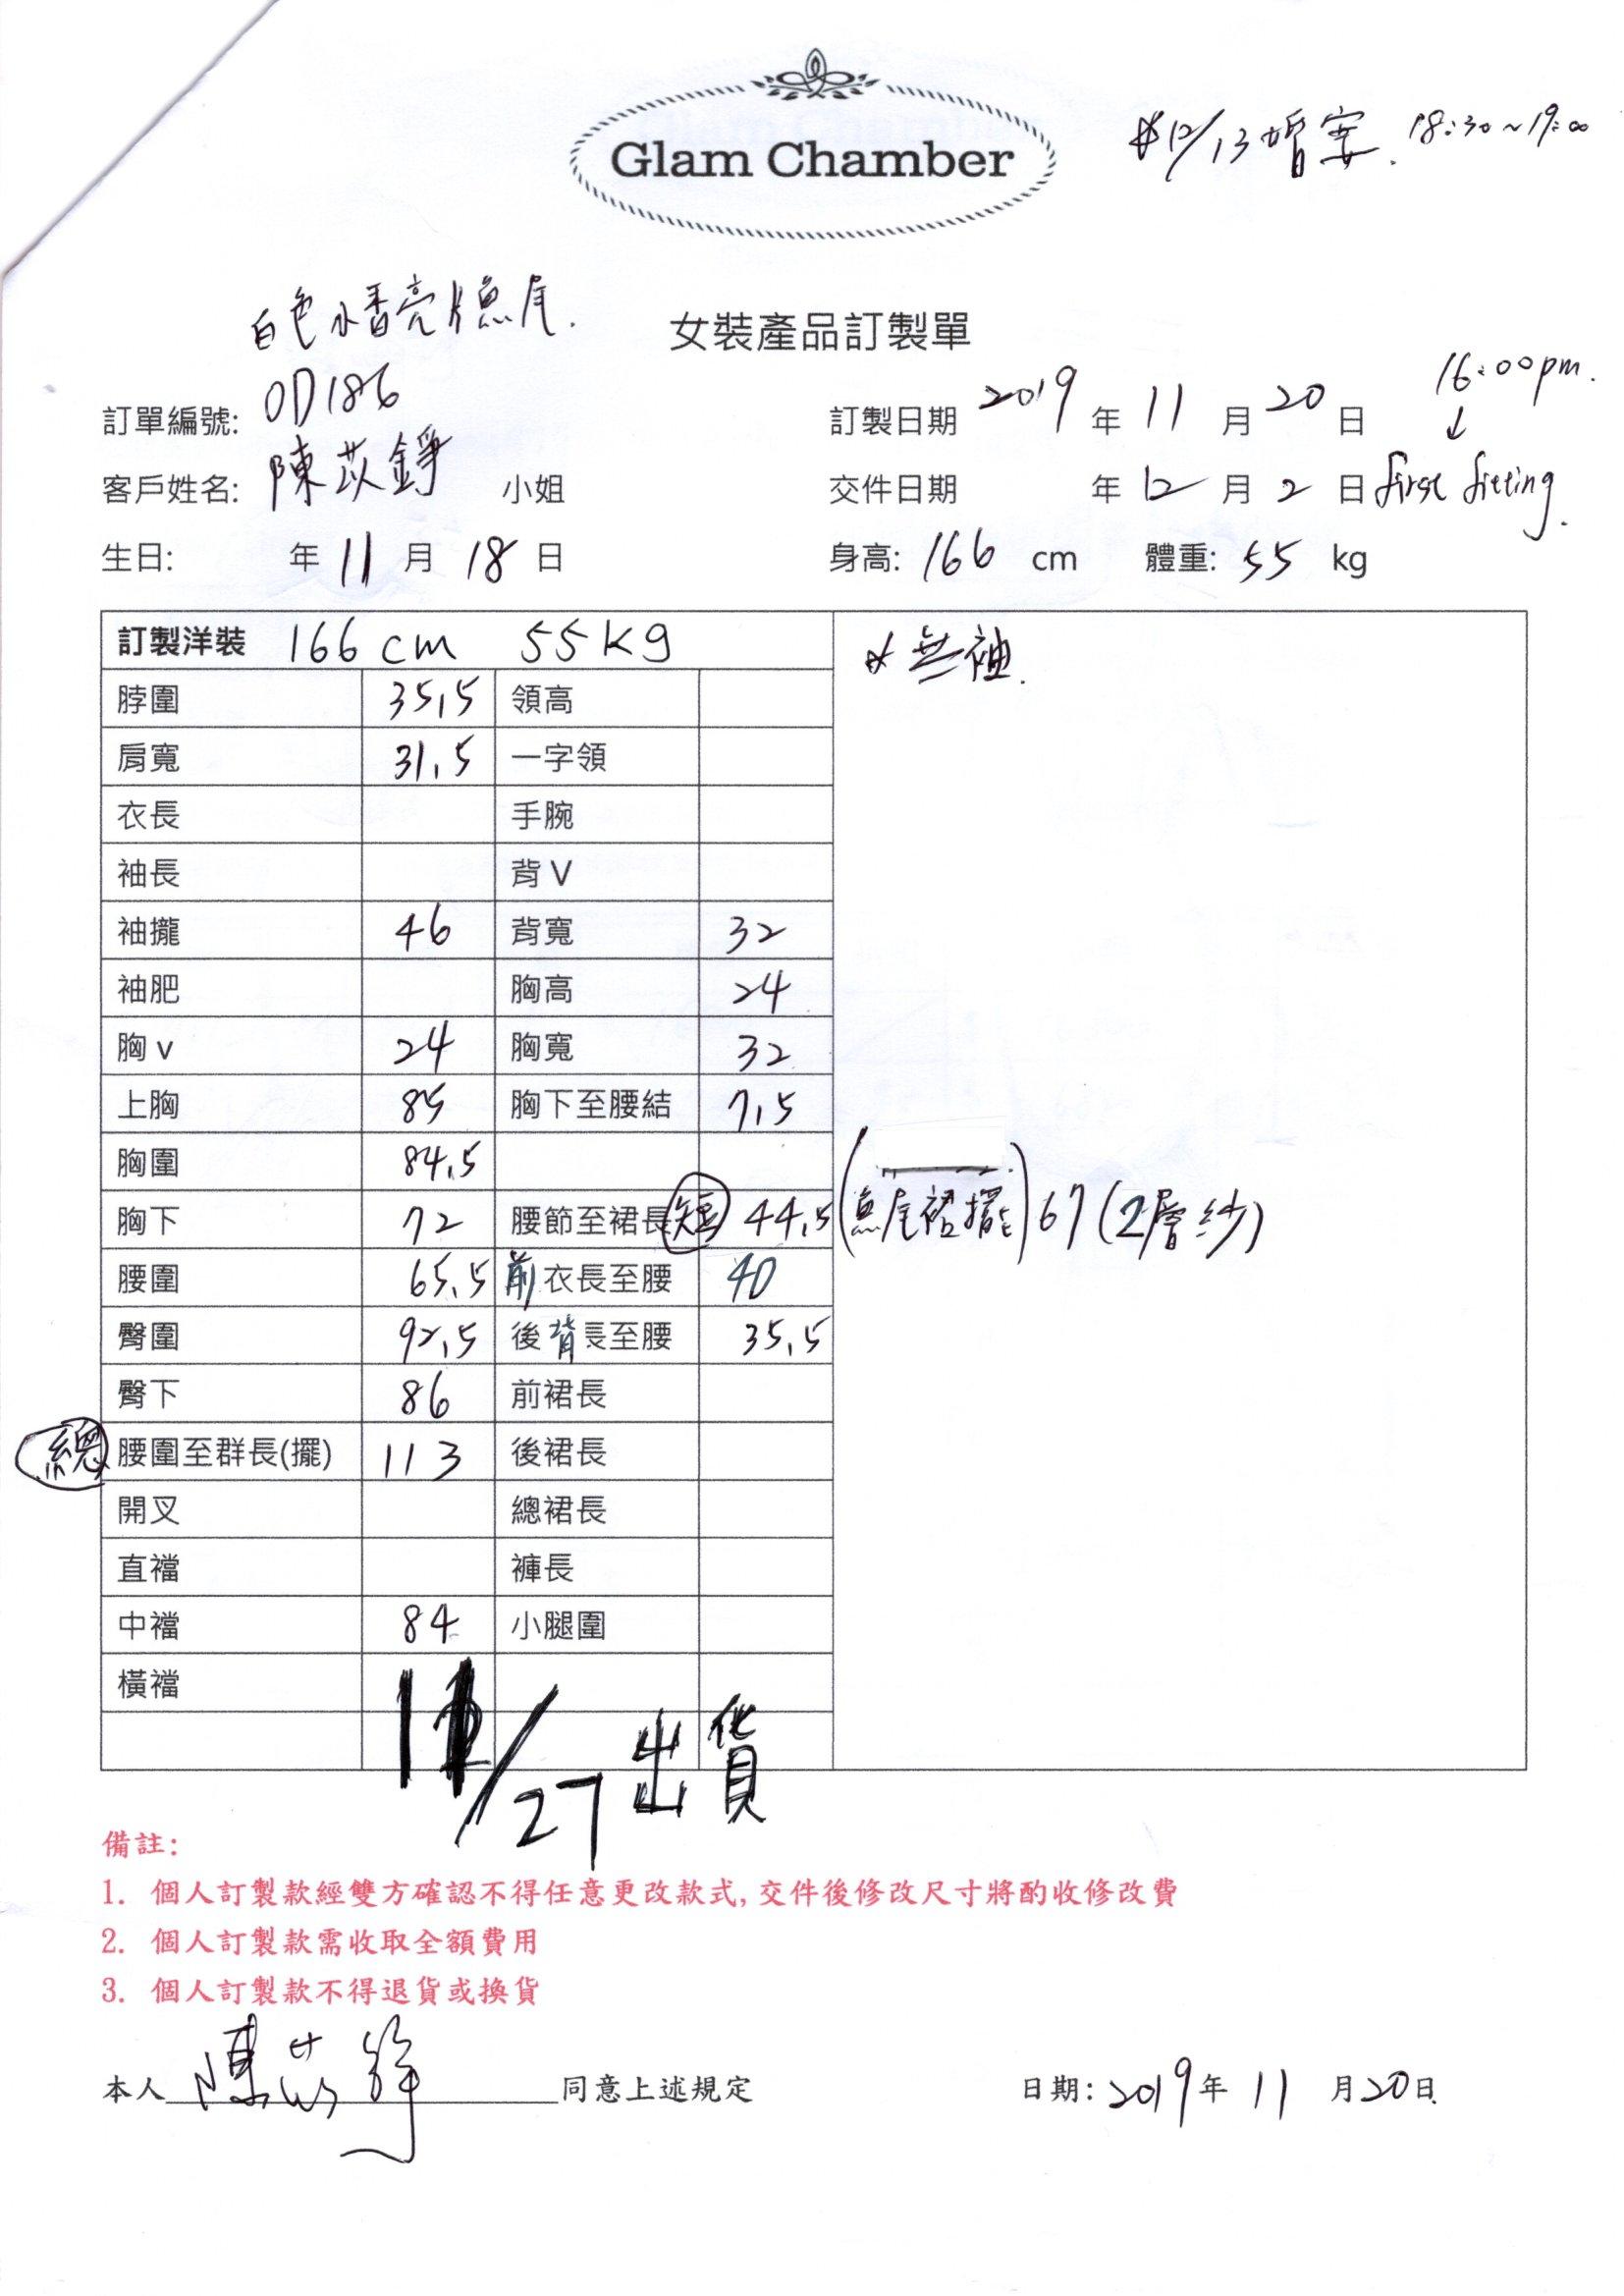 Glam Chamber
12/13 婚宴. 18:30~19:00
白色水香亮片魚尾.
女裝產品訂製單
16:00pm.
訂單編號: OD186 訂製日期 2019 年 11 月 20 日
客戶姓名: 陳苡錚 小姐 交件日期 年 12 月 2 日 first fitting.
生日: 年 11 月 18 日 身高: 166 cm 體重: 55 kg
訂製洋裝 166cm 55kg
無袖.
脖圍 35,5 領高
肩寬 31,5 一字領
衣長 手腕
袖長 背 V
袖攏 46 背寬 32
袖肥 胸高 24
胸 v 24 胸寬 32
上胸 85 胸下至腰結 7,5
胸圍 84,5
胸下 72 腰節至裙長 短 44,5 (魚尾裙擺) 67 (2層紗)
腰圍 65,5 前衣長至腰 40
臀圍 92,5 後背長至腰 35,5
臀下 86 前裙長
總 腰圍至群長(擺) 113 後裙長
開叉 總裙長
直襠 褲長
中襠 84 小腿圍
橫襠
11/27 出貨
備註:
1. 個人訂製款經雙方確認不得任意更改款式, 交件後修改尺寸將酌收修改費
2. 個人訂製款需收取全額費用
3. 個人訂製款不得退貨或換貨
本人 陳苡錚 同意上述規定 日期: 2019 年 11 月 20 日